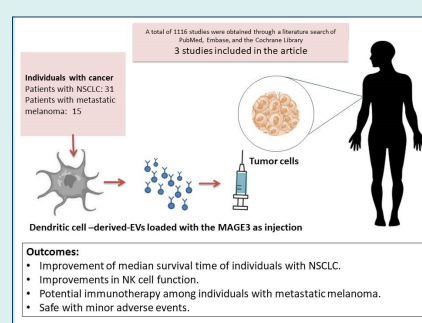 A total of 1116 studies were obtained through a literature search of
PubMed, Embase, and the Cochrane Library
3 studies included in the article
Individuals with cancer
Patients with NSCLC: 31
Patients with metastatic
melanoma: 15
Tumor cells
Dendritic cell –derived-EVs loaded with the MAGE3 as injection
Outcomes:
• Improvement of median survival time of individuals with NSCLC.
• Improvements in NK cell function.
• Potential immunotherapy among individuals with metastatic melanoma.
• Safe with minor adverse events.